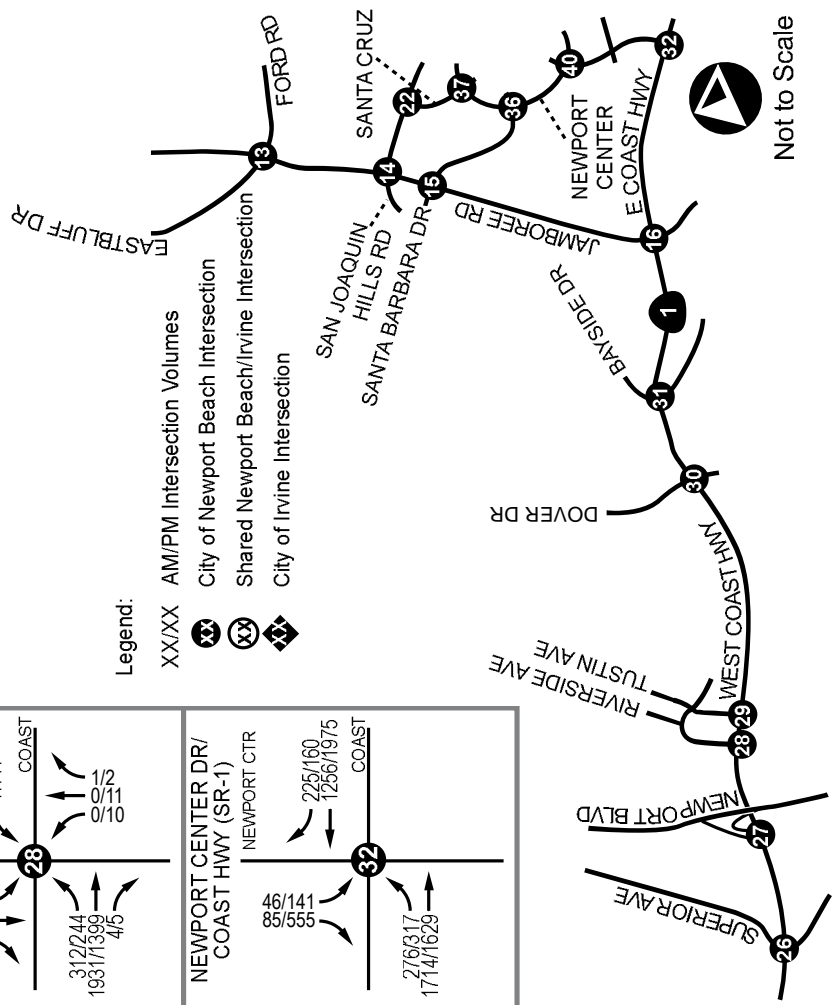 Legend:
XX/XX AM/PM Intersection Volumes
XX City of Newport Beach Intersection
XX Shared Newport Beach/Irvine Intersection
XX City of Irvine Intersection
EASTBLUFF DR
FORD RD
13
SANTA CRUZ
22
37
14
15
36
40
SAN JOAQUIN
HILLS RD
SANTA BARBARA DR
JAMBOREE RD
NEWPORT
CENTER
E COAST HWY
32
16
Not to Scale
BAYSIDE DR
1
31
30
DOVER DR
WEST COAST HWY
TUSTIN AVE
RIVERSIDE AVE
29
28
NEWPORT BLVD
27
SUPERIOR AVE
26
COAST
28
1/2
0/11
0/10
312/244
1931/1399
4/5
NEWPORT CENTER DR/
COAST HWY (SR-1)
NEWPORT CTR
225/160
1256/1975
COAST
32
46/141
85/555
276/317
1714/1629